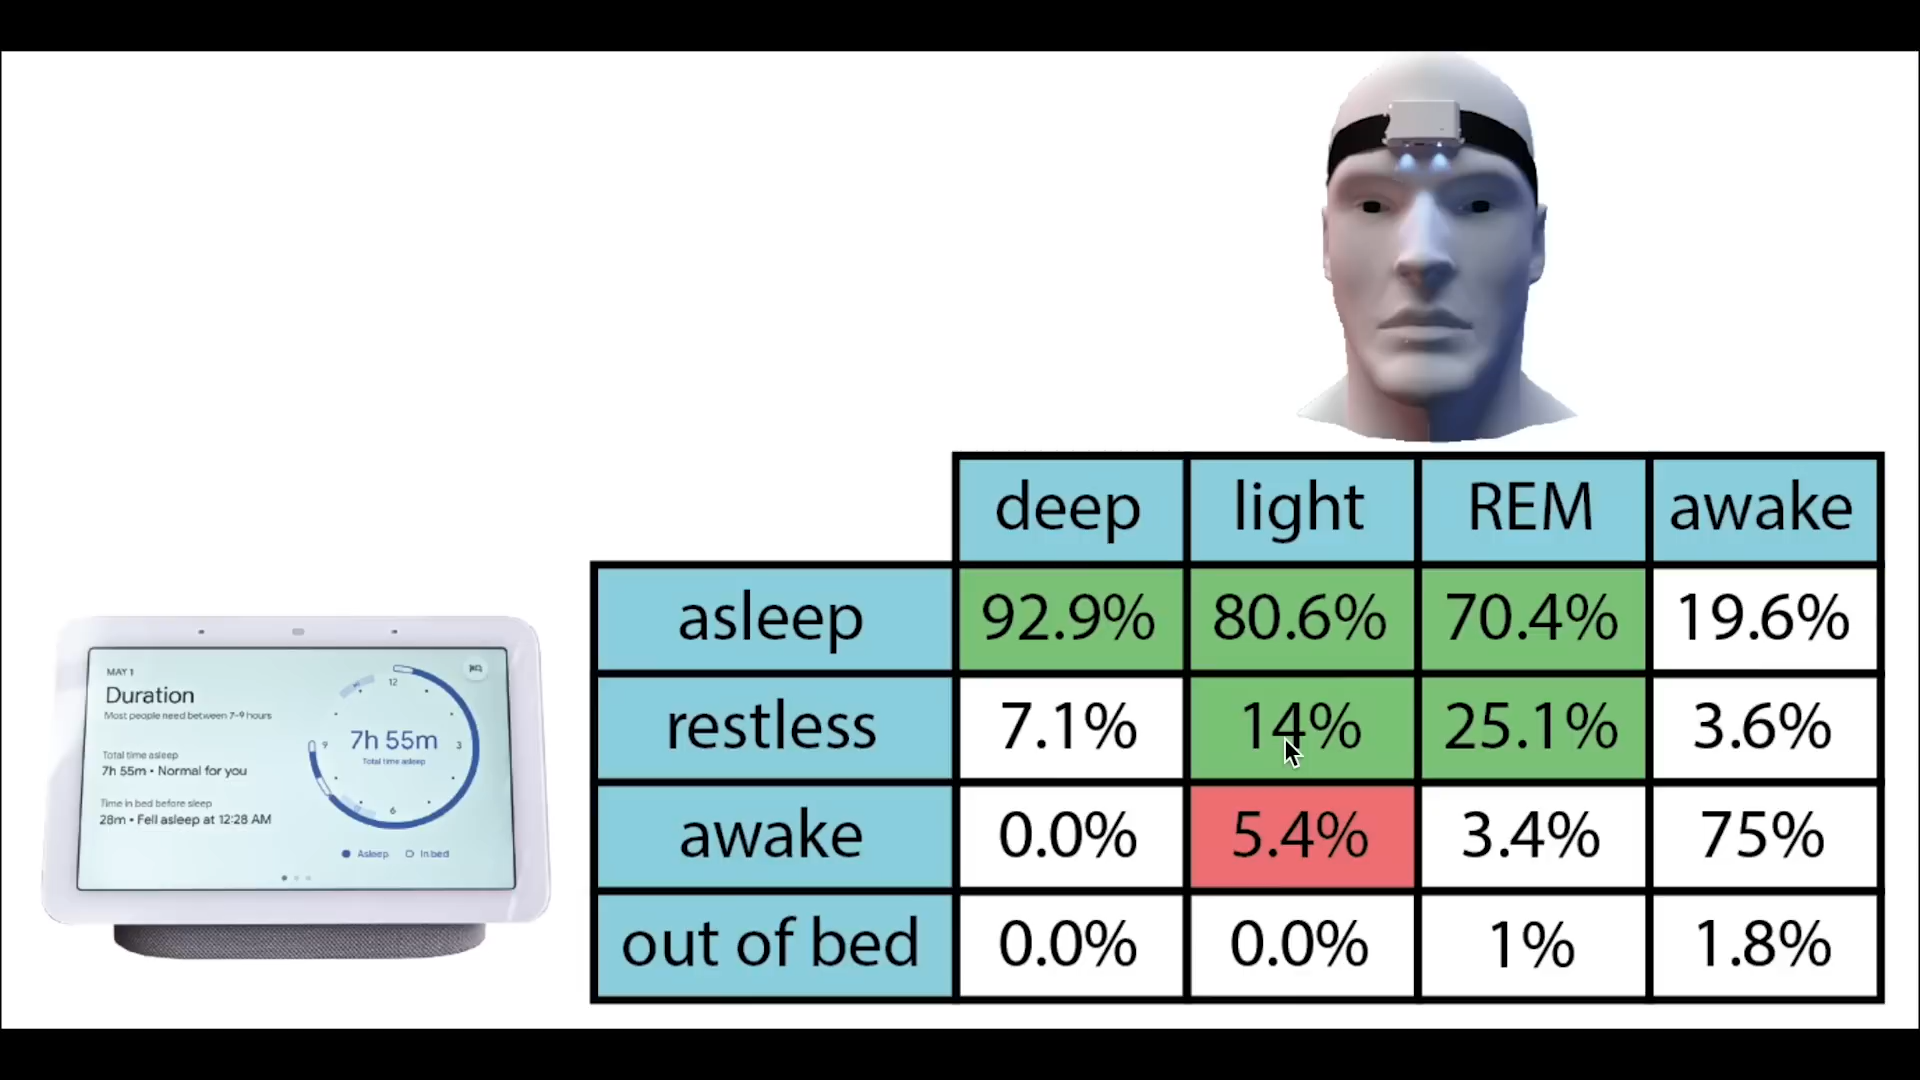 deep light REM awake
asleep 92.9% 80.6% 70.4% 19.6%
restless 7.1% 14% 25.1% 3.6%
awake 0.0% 5.4% 3.4% 75%
out of bed 0.0% 0.0% 1% 1.8%
MAY 1
Duration
Most people need between 7-9 hours
Total time asleep
7h 55m • Normal for you
Time in bed before sleep
28m • Fell asleep at 12:28 AM
12
9 7h 55m 3
Total time asleep
6
Asleep In bed